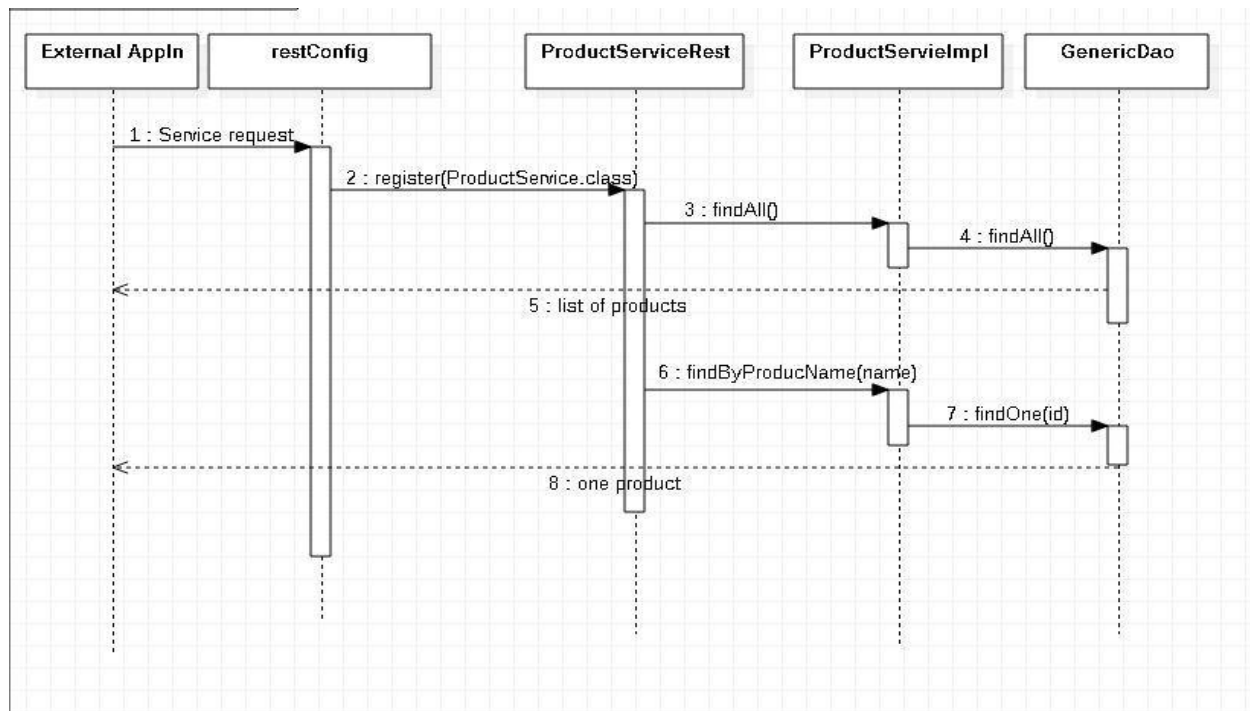 External AppIn
restConfig
ProductServiceRest
ProductServieImpl
GenericDao
1 : Service request
2 : register(ProductService.class)
3 : findAll()
4 : findAll()
5 : list of products
6 : findByProducName(name)
7 : findOne(id)
8 : one product